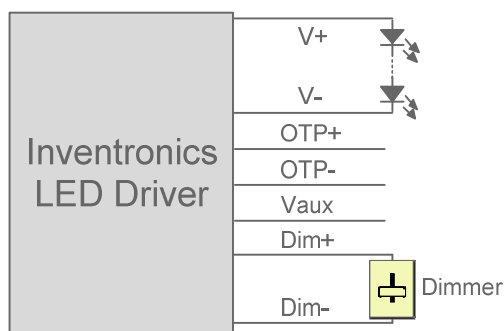 Inventronics
LED Driver
V+
V-
OTP+
OTP-
Vaux
Dim+
Dimmer
Dim-